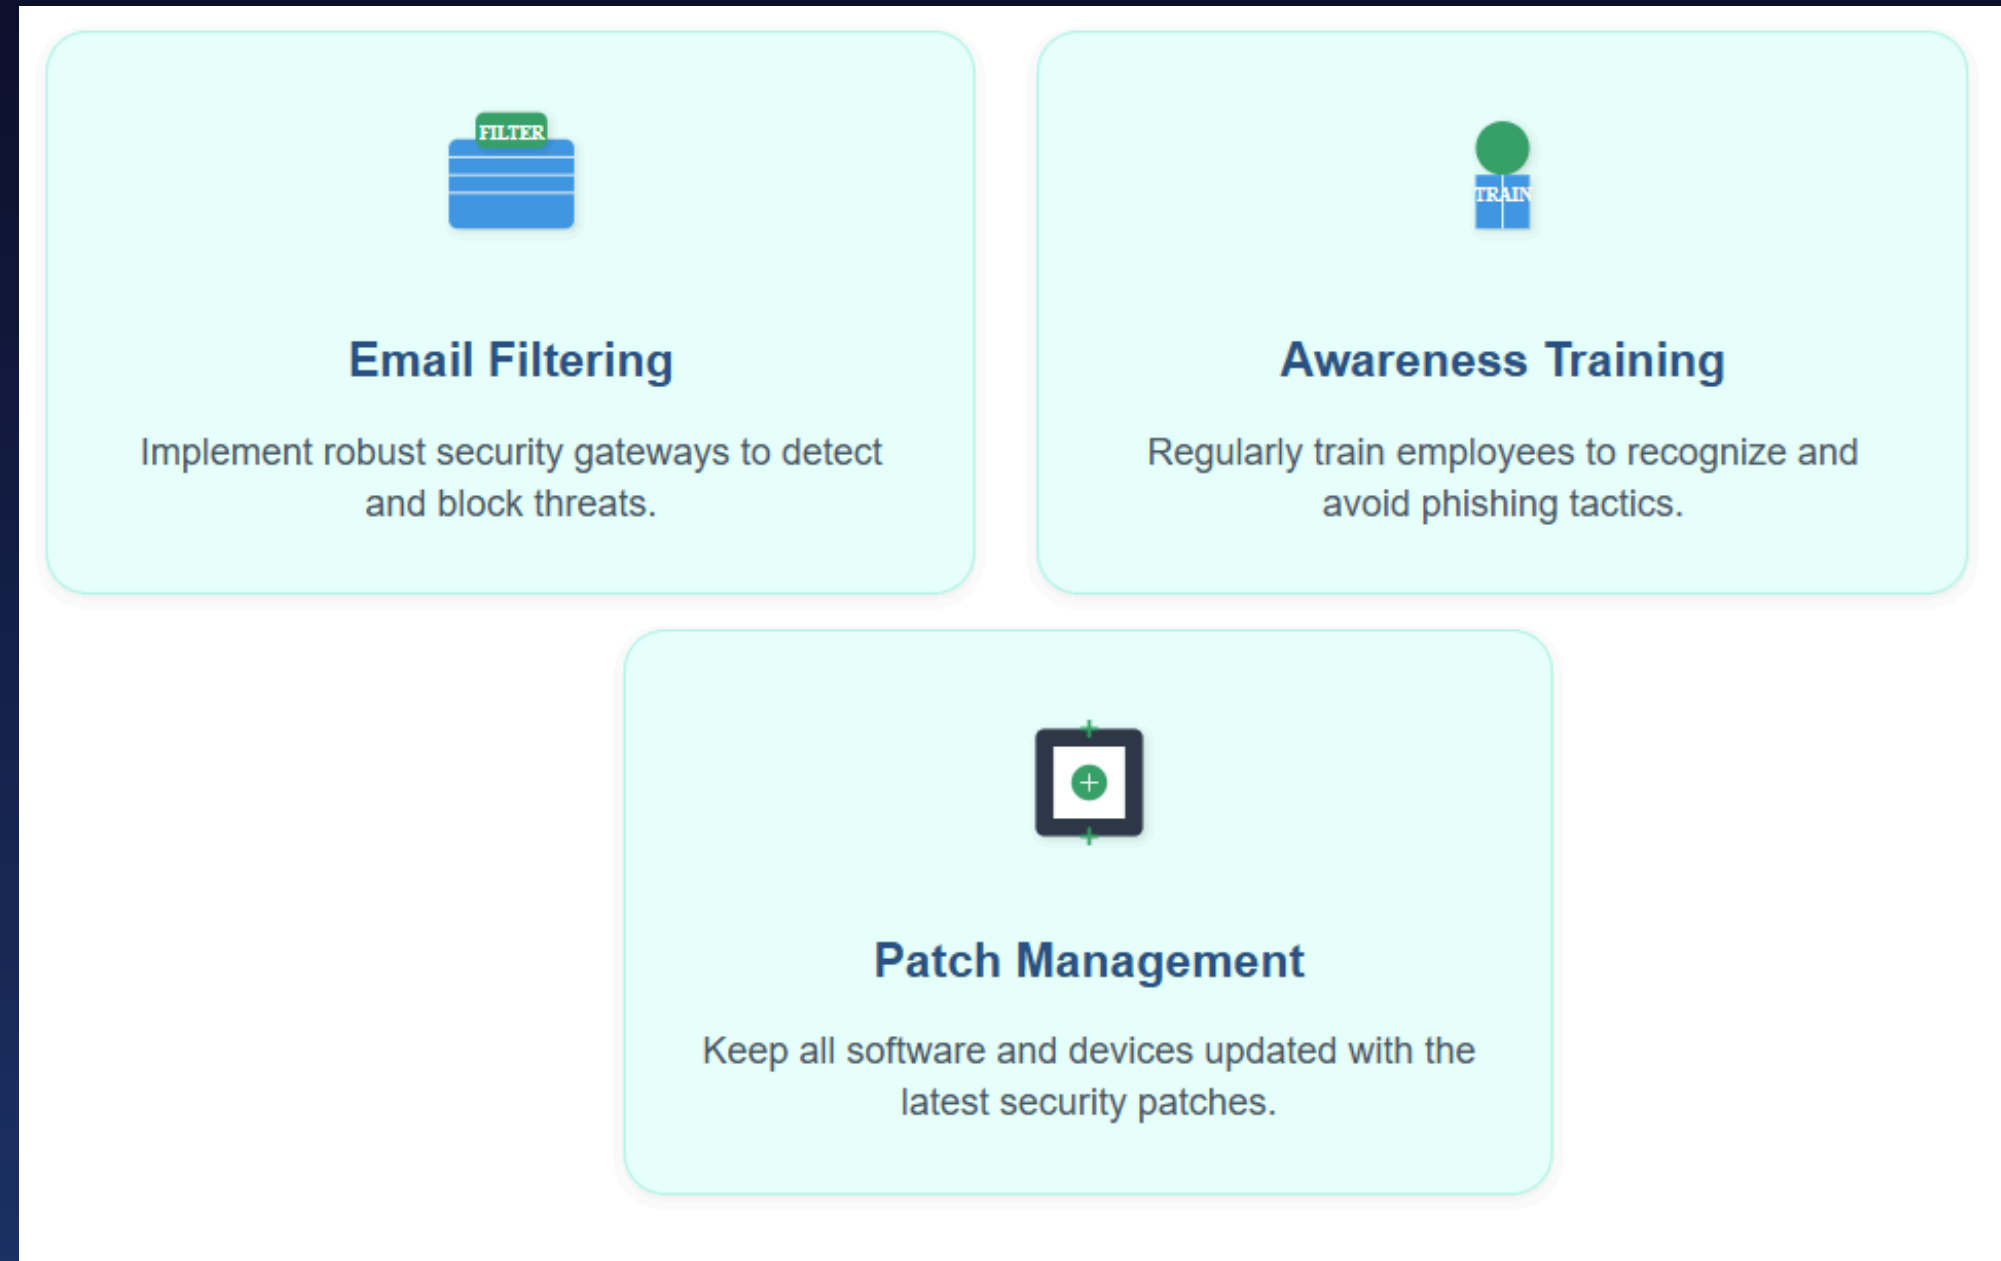 FILTER
Email Filtering
Implement robust security gateways to detect
and block threats.
TRAIN
Awareness Training
Regularly train employees to recognize and
avoid phishing tactics.
Patch Management
Keep all software and devices updated with the
latest security patches.